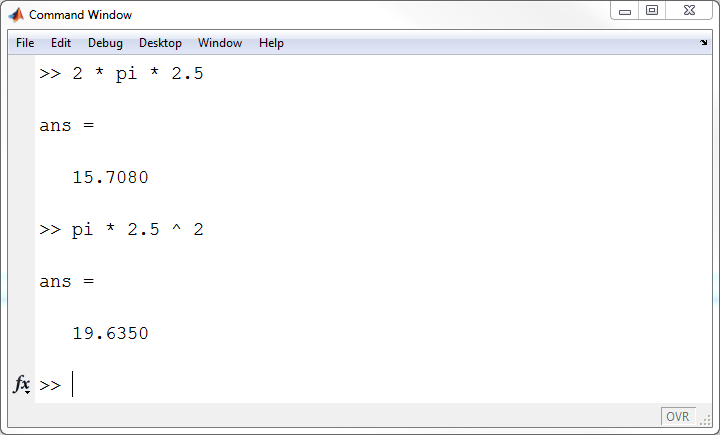 Command Window
File Edit Debug Desktop Window Help
>> 2 * pi * 2.5
ans =
15.7080
>> pi * 2.5 ^ 2
ans =
19.6350
fx >>
OVR